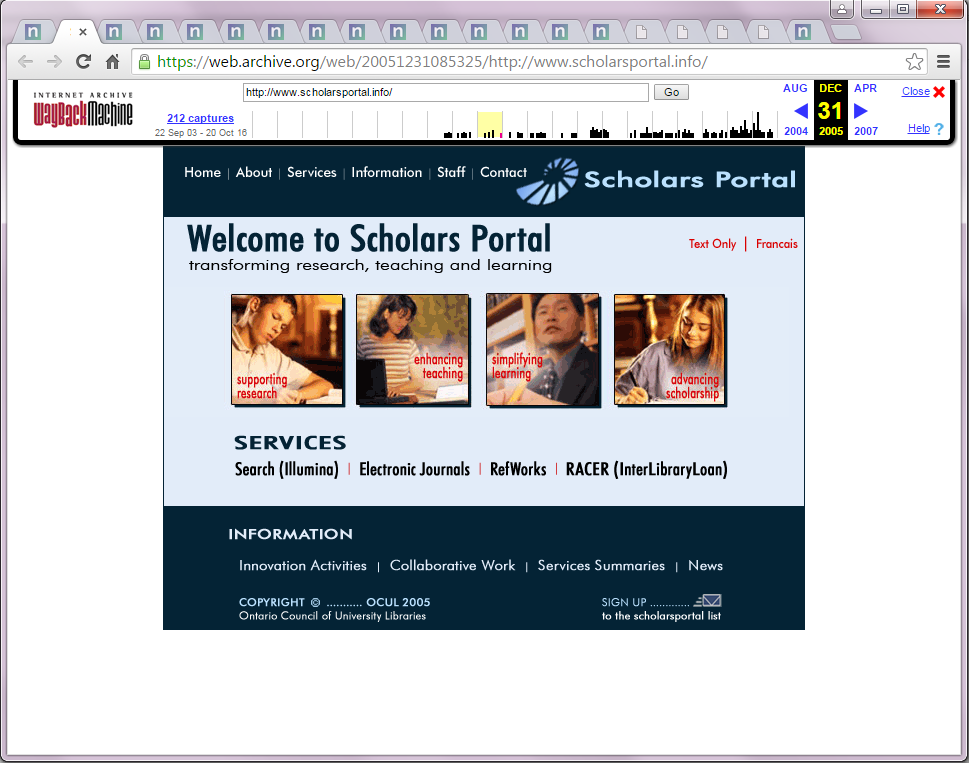 https://web.archive.org/web/20051231085325/http://www.scholarsportal.info/
INTERNET ARCHIVE
WayBackMachine
http://www.scholarsportal.info/
Go
212 captures
22 Sep 03 - 20 Oct 16
AUG DEC APR
31
2004 2005 2007
Close
Help ?
Home | About | Services | Information | Staff | Contact
Scholars Portal
Welcome to Scholars Portal
transforming research, teaching and learning
Text Only | Francais
supporting
research
enhancing
teaching
simplifying
learning
advancing
scholarship
SERVICES
Search (Illumina) | Electronic Journals | RefWorks | RACER (InterLibraryLoan)
INFORMATION
Innovation Activities | Collaborative Work | Services Summaries | News
COPYRIGHT © ........... OCUL 2005
Ontario Council of University Libraries
SIGN UP ............
to the scholarsportal list